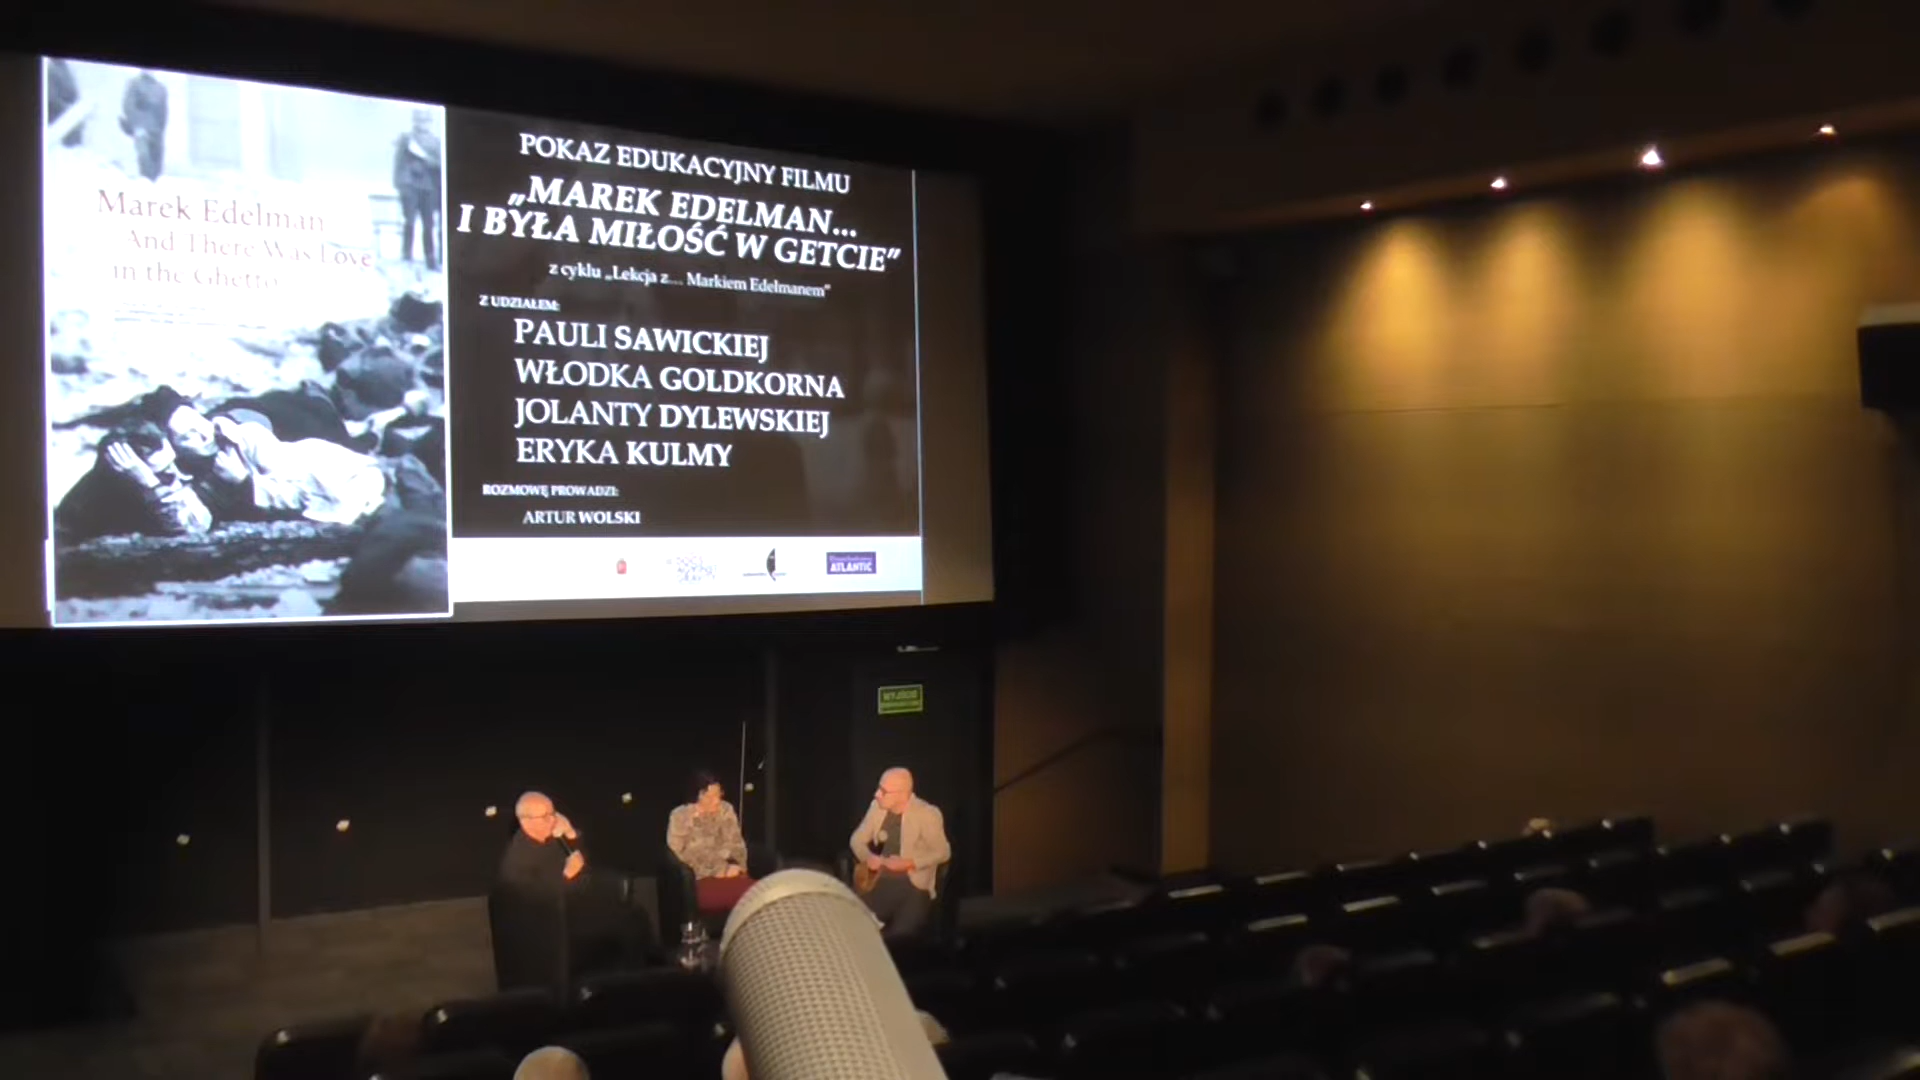 Marek Edelman
And There Was Love
in the Ghetto
POKAZ EDUKACYJNY FILMU
„MAREK EDELMAN...
I BYŁA MIŁOŚĆ W GETCIE”
z cyklu „Lekcja z... Markiem Edelmanem”
Z UDZIAŁEM:
PAULI SAWICKIEJ
WŁODKA GOLDKORNA
JOLANTY DYLEWSKIEJ
ERYKA KULMY
ROZMOWĘ PROWADZI:
ARTUR WOLSKI
ATLANTIC
WYJŚCIE